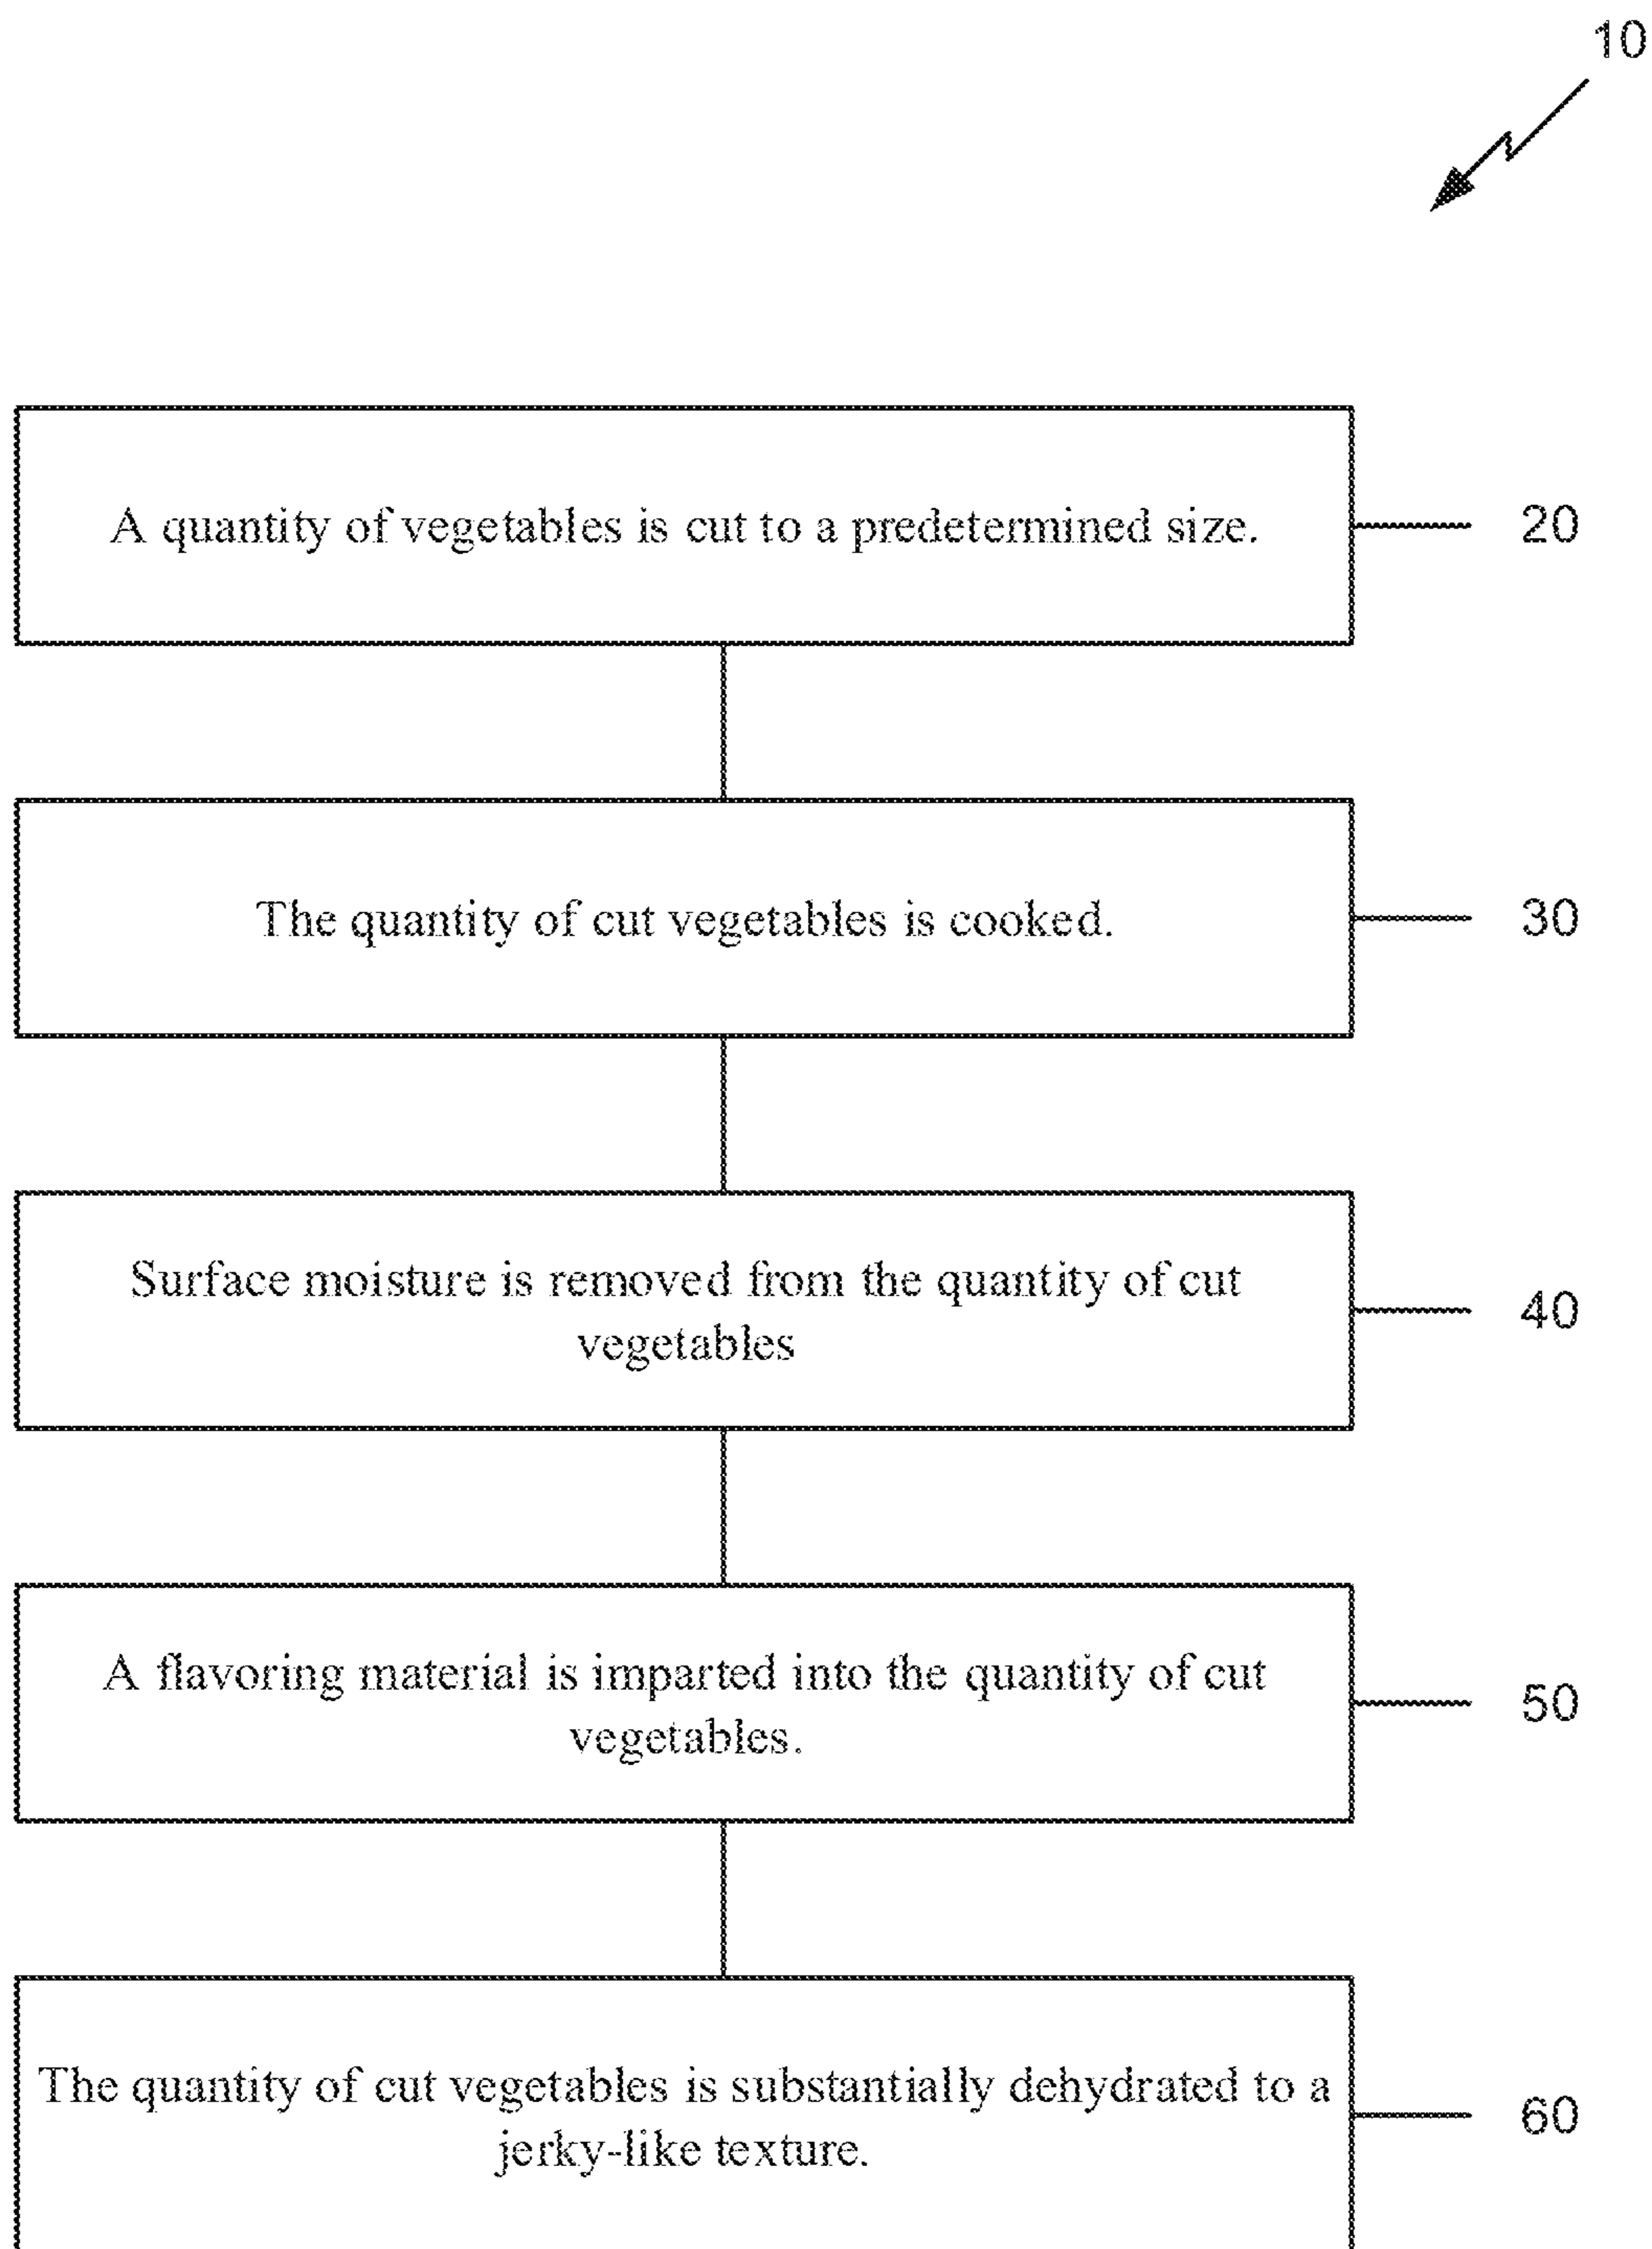 10
A quantity of vegetables is cut to a predetermined size.
20
The quantity of cut vegetables is cooked.
30
Surface moisture is removed from the quantity of cut
vegetables
40
A flavoring material is imparted into the quantity of cut
vegetables.
50
The quantity of cut vegetables is substantially dehydrated to a
jerky-like texture.
60